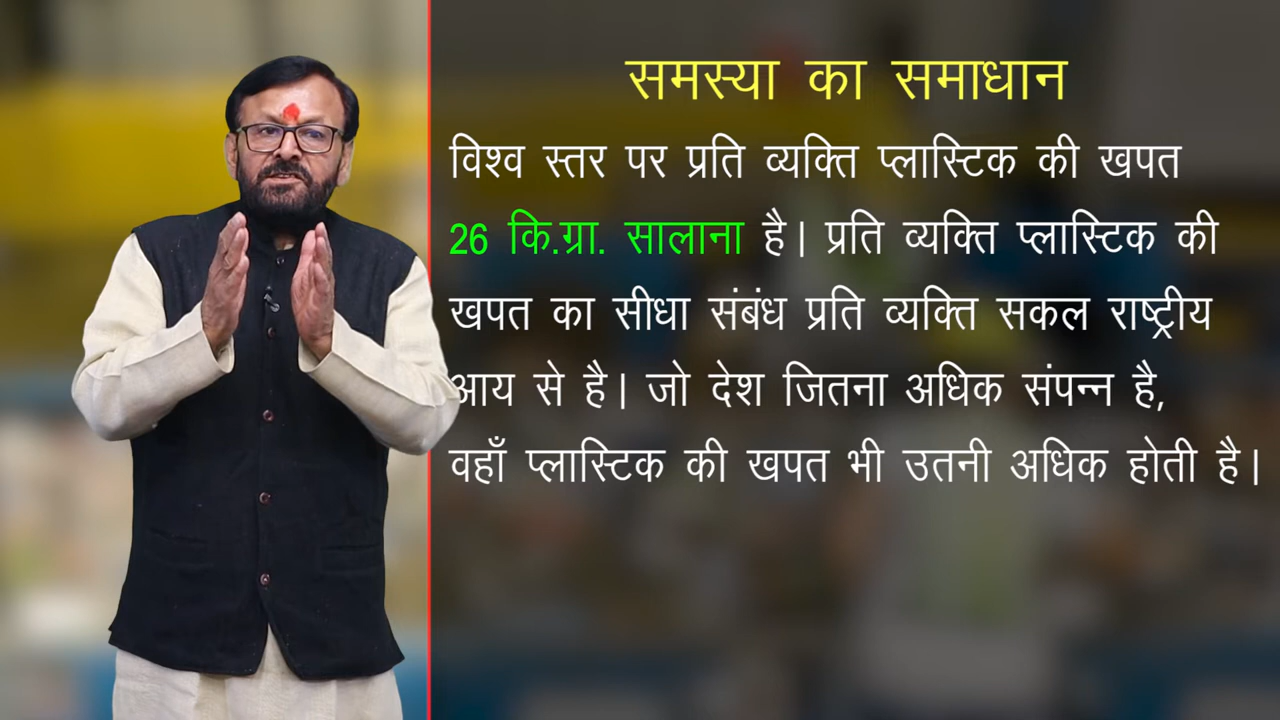 समस्या का समाधान
विश्व स्तर पर प्रति व्यक्ति प्लास्टिक की खपत
26 कि.ग्रा. सालाना है। प्रति व्यक्ति प्लास्टिक की
खपत का सीधा संबंध प्रति व्यक्ति सकल राष्ट्रीय
आय से है। जो देश जितना अधिक संपन्न है,
वहाँ प्लास्टिक की खपत भी उतनी अधिक होती है।